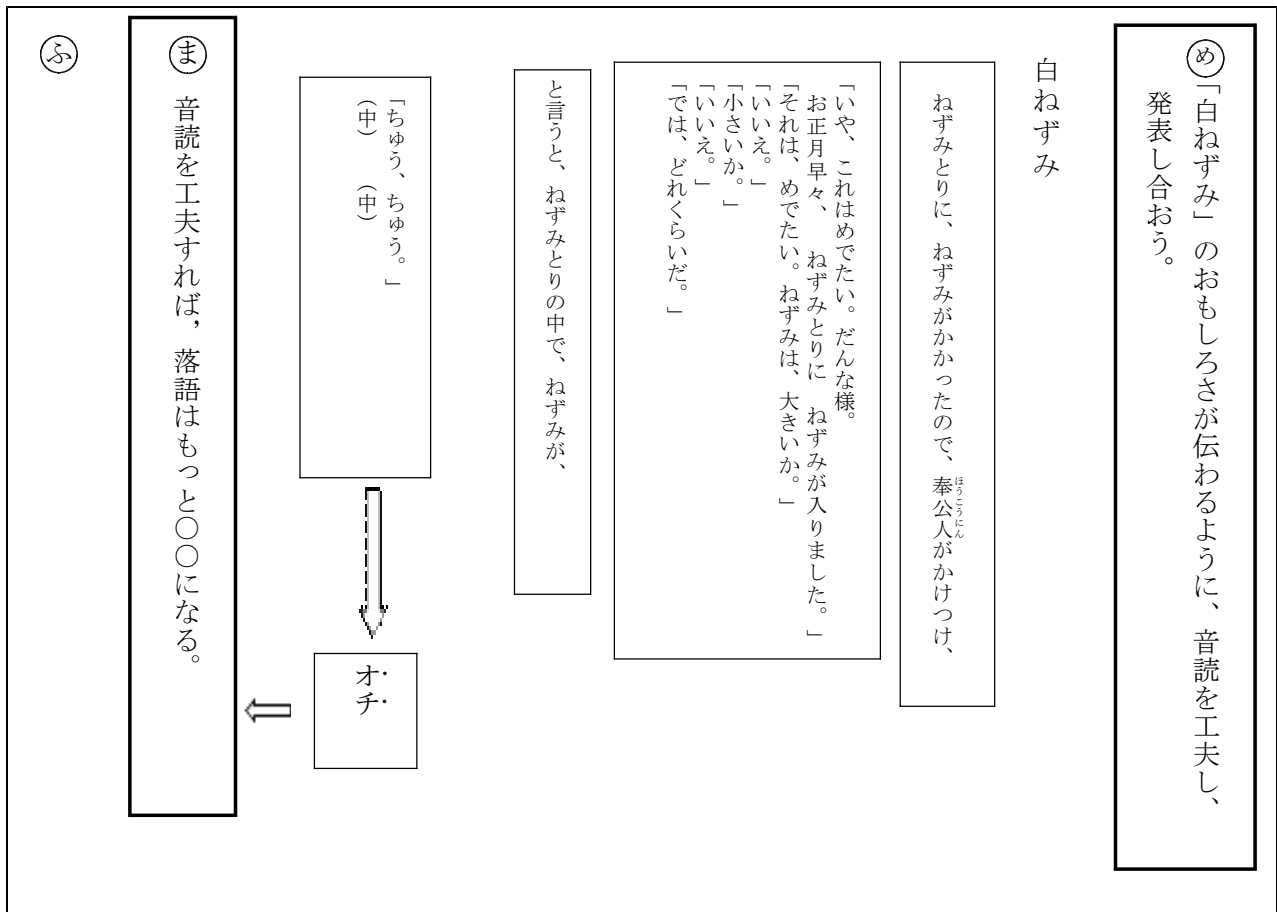 め「白ねずみ」のおもしろさが伝わるように、音読を工夫し、
発表し合おう。
白ねずみ
ねずみとりに、ねずみがかかったので、奉公人がかけつけ、
ほうこうにん
「いや、これはめでたい。だんな様。
お正月早々、　ねずみとりに　ねずみが入りました。」
「それは、めでたい。ねずみは、大きいか。」
「いいえ。」
「小さいか。」
「いいえ。」
「では、どれくらいだ。」
と言うと、ねずみとりの中で、ねずみが、
「ちゅう、ちゅう。」
（中）　（中）
オチ
ま　音読を工夫すれば，落語はもっと〇〇になる。
ふ